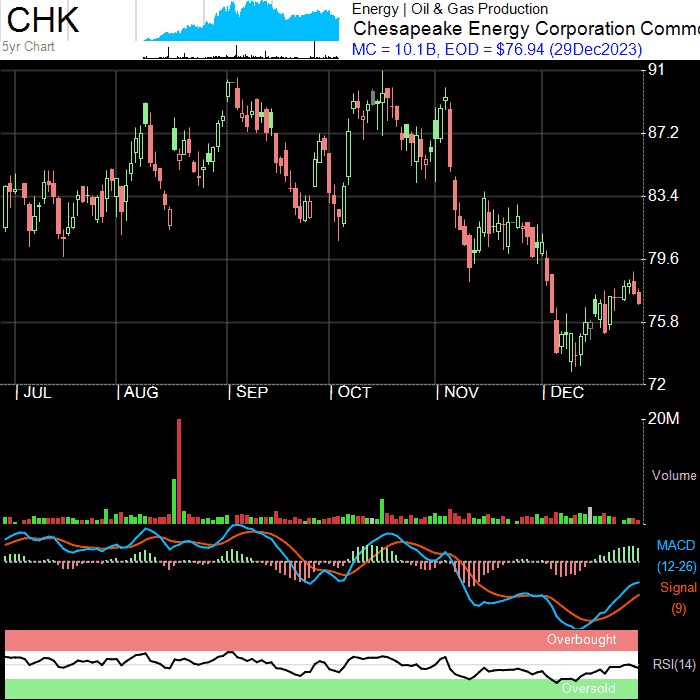 CHK
5yr Chart
Energy | Oil & Gas Production
Chesapeake Energy Corporation Commo
MC = 10.1B, EOD = $76.94 (29Dec2023)
91
87.2
83.4
79.6
75.8
72
JUL AUG SEP OCT NOV DEC
20M
Volume
MACD
(12-26)
Signal
(9)
Overbought
RSI(14)
Oversold